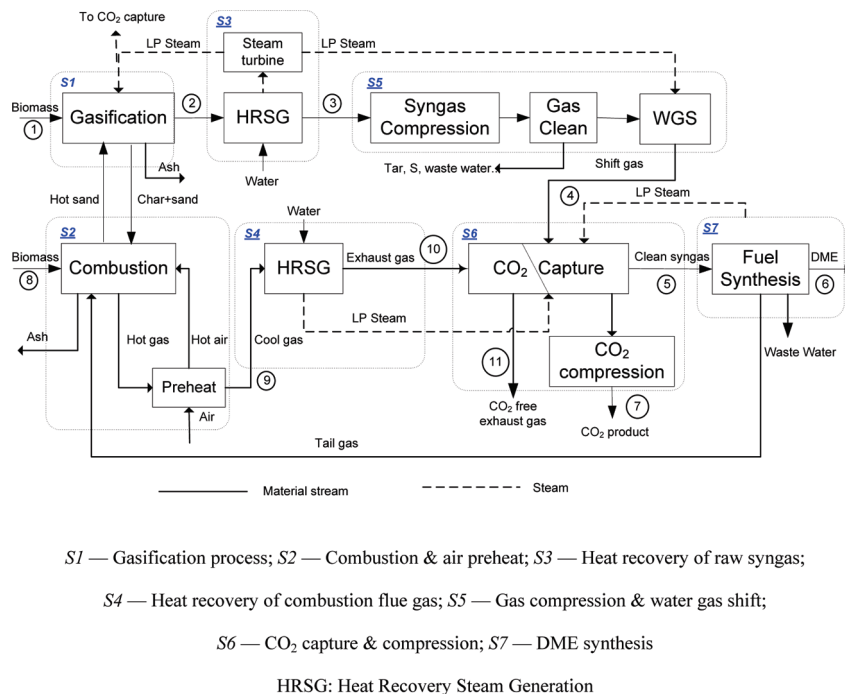 To CO₂ capture
S3
LP Steam
Steam turbine
LP Steam
S1
S5
Biomass
1
Gasification
2
HRSG
3
Syngas Compression
Gas Clean
WGS
Ash
Water
Tar, S, waste water.
Shift gas
Hot sand
Char+sand
4
LP Steam
S2
S4
Water
10
S6
S7
Biomass
8
Combustion
HRSG
Exhaust gas
CO₂ Capture
Clean syngas
5
Fuel Synthesis
DME
6
Ash
Hot gas
Hot air
Cool gas
LP Steam
Waste Water
Preheat
9
11
CO₂ compression
Air
CO₂ free exhaust gas
7
CO₂ product
Tail gas
Material stream
Steam
S1 — Gasification process; S2 — Combustion & air preheat; S3 — Heat recovery of raw syngas;
S4 — Heat recovery of combustion flue gas; S5 — Gas compression & water gas shift;
S6 — CO₂ capture & compression; S7 — DME synthesis
HRSG: Heat Recovery Steam Generation